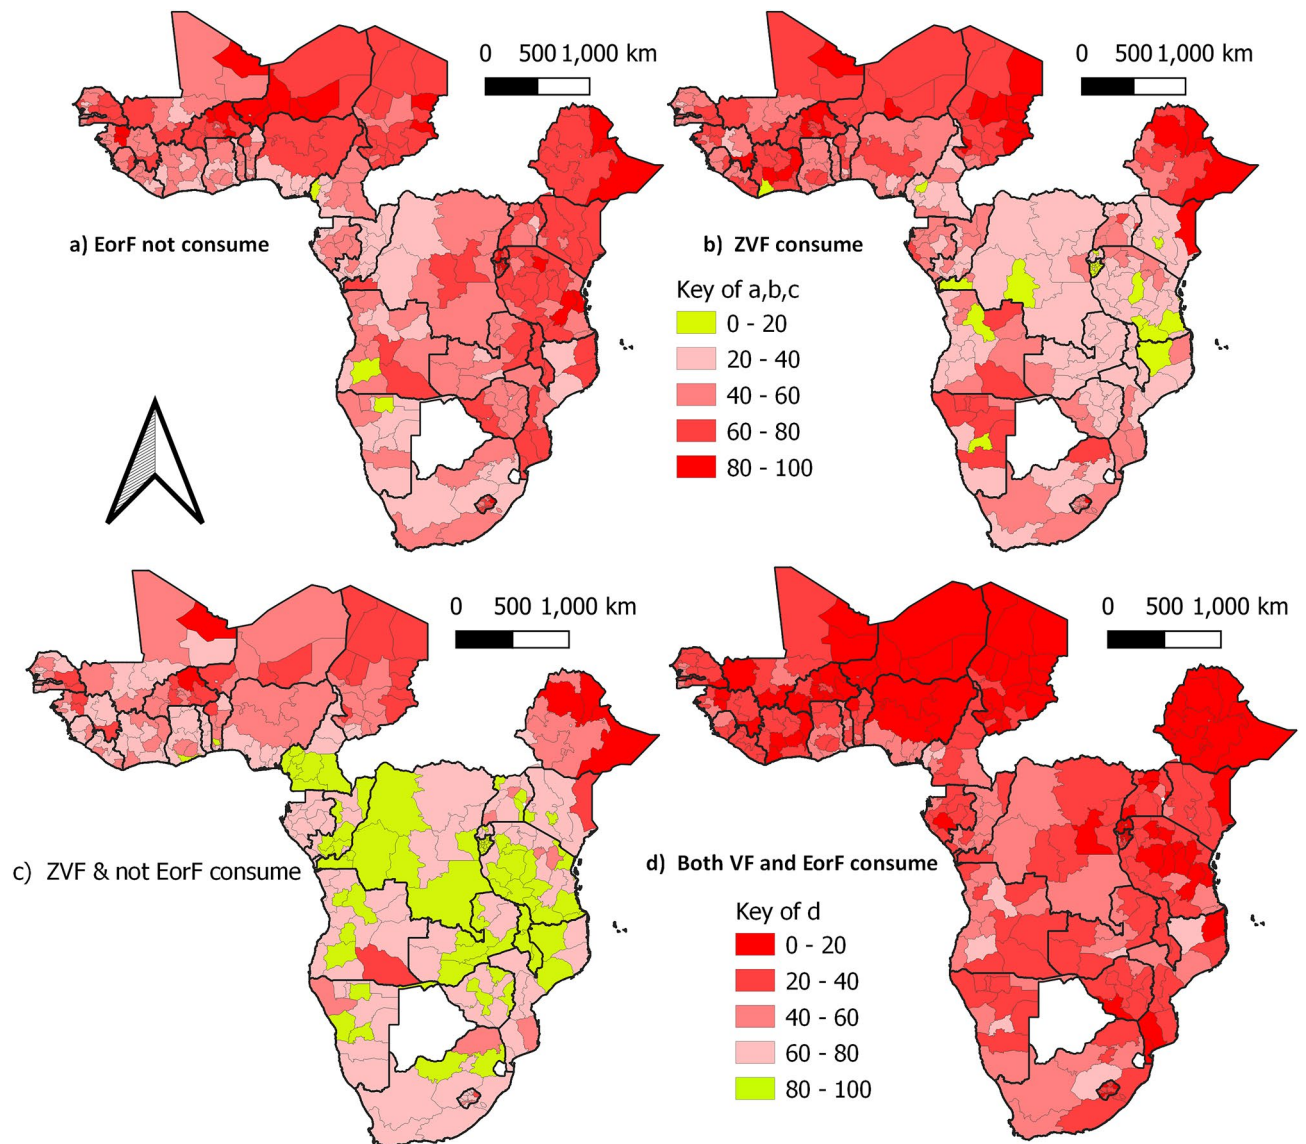 0 500 1,000 km
0 500 1,000 km
a) EorF not consume
b) ZVF consume
Key of a,b,c
0 - 20
20 - 40
40 - 60
60 - 80
80 - 100
0 500 1,000 km
0 500 1,000 km
c) ZVF & not EorF consume
d) Both VF and EorF consume
Key of d
0 - 20
20 - 40
40 - 60
60 - 80
80 - 100